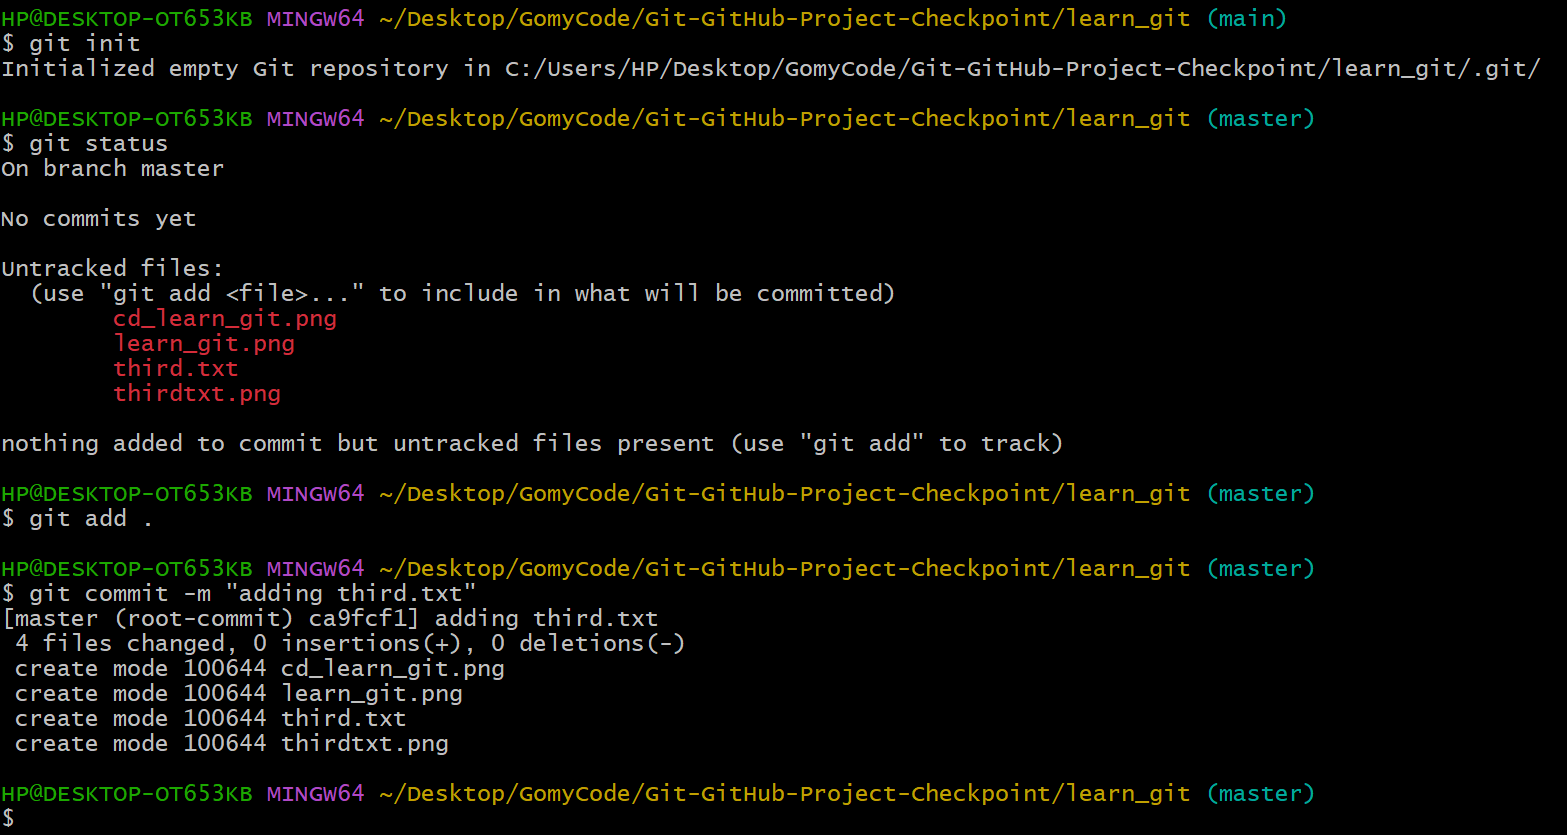 HP@DESKTOP-OT653KB MINGW64 ~/Desktop/GomyCode/Git-GitHub-Project-Checkpoint/learn_git (main)
$ git init
Initialized empty Git repository in C:/Users/HP/Desktop/GomyCode/Git-GitHub-Project-Checkpoint/learn_git/.git/
HP@DESKTOP-OT653KB MINGW64 ~/Desktop/GomyCode/Git-GitHub-Project-Checkpoint/learn_git (master)
$ git status
On branch master
No commits yet
Untracked files:
  (use "git add <file>..." to include in what will be committed)
        cd_learn_git.png
        learn_git.png
        third.txt
        thirdtxt.png
nothing added to commit but untracked files present (use "git add" to track)
HP@DESKTOP-OT653KB MINGW64 ~/Desktop/GomyCode/Git-GitHub-Project-Checkpoint/learn_git (master)
$ git add .
HP@DESKTOP-OT653KB MINGW64 ~/Desktop/GomyCode/Git-GitHub-Project-Checkpoint/learn_git (master)
$ git commit -m "adding third.txt"
[master (root-commit) ca9fcf1] adding third.txt
 4 files changed, 0 insertions(+), 0 deletions(-)
 create mode 100644 cd_learn_git.png
 create mode 100644 learn_git.png
 create mode 100644 third.txt
 create mode 100644 thirdtxt.png
HP@DESKTOP-OT653KB MINGW64 ~/Desktop/GomyCode/Git-GitHub-Project-Checkpoint/learn_git (master)
$